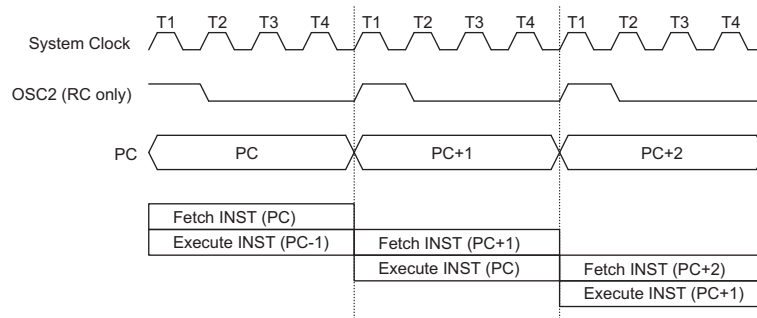 T1 T2 T3 T4 T1 T2 T3 T4 T1 T2 T3 T4
System Clock
OSC2 (RC only)
PC PC PC+1 PC+2
Fetch INST (PC)
Execute INST (PC-1) Fetch INST (PC+1)
Execute INST (PC) Fetch INST (PC+2)
Execute INST (PC+1)